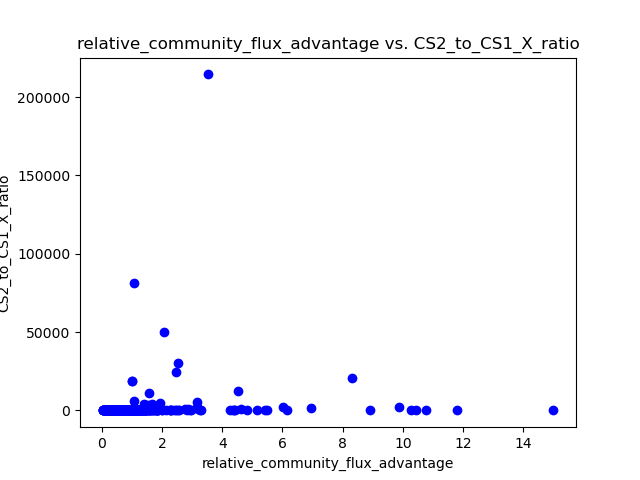 relative_community_flux_advantage vs. CS2_to_CS1_X_ratio
CS2_to_CS1_X_ratio
200000
150000
100000
50000
0
0 2 4 6 8 10 12 14
relative_community_flux_advantage